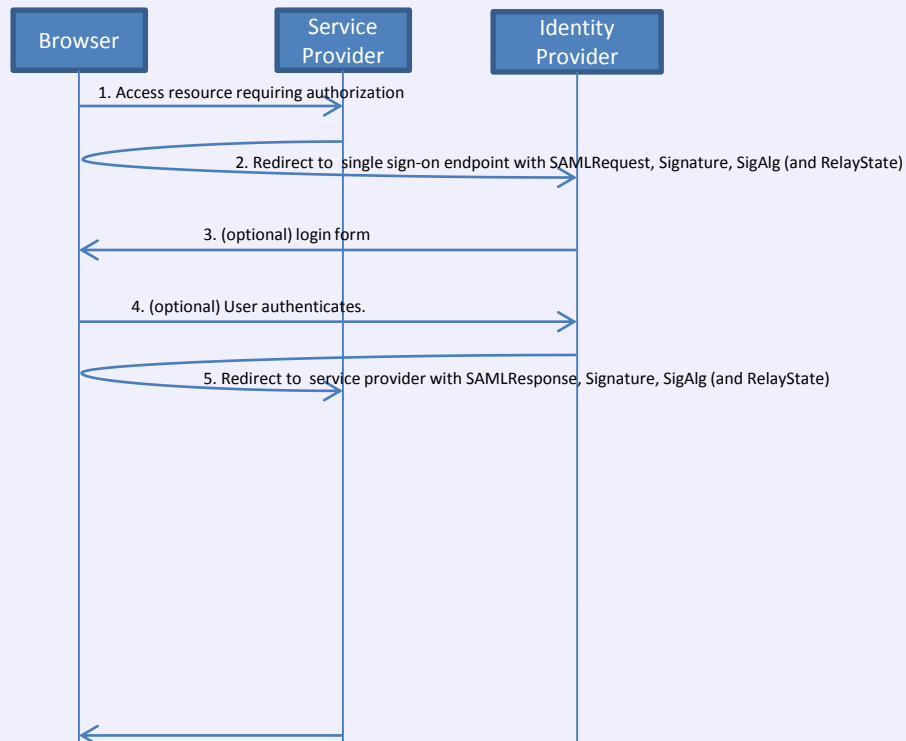 Browser
Service
Provider
Identity
Provider
1. Access resource requiring authorization
2. Redirect to single sign-on endpoint with SAMLRequest, Signature, SigAlg (and RelayState)
3. (optional) login form
4. (optional) User authenticates.
5. Redirect to service provider with SAMLResponse, Signature, SigAlg (and RelayState)